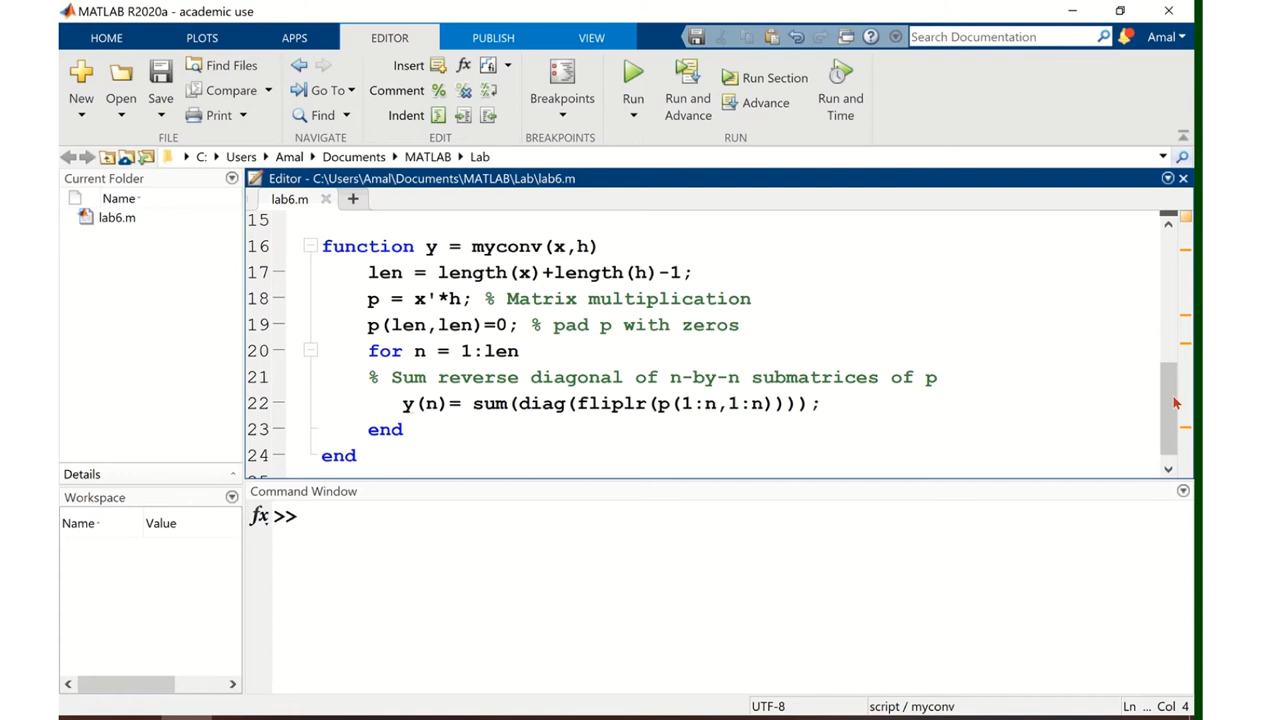 MATLAB R2020a - academic use
HOME PLOTS APPS EDITOR PUBLISH VIEW Search Documentation Amal
New Open Save Find Files Compare Print
FILE
Go To Find
NAVIGATE
Insert fx
Comment %
Indent
EDIT
Breakpoints
BREAKPOINTS
Run Run and Advance Run Section Advance Run and Time
RUN
C: Users Amal Documents MATLAB Lab
Current Folder
Name
lab6.m
Details
Workspace
Name Value
Editor - C:\Users\Amal\Documents\MATLAB\Lab\lab6.m
lab6.m
15
16 function y = myconv(x,h)
17 len = length(x)+length(h)-1;
18 p = x'*h; % Matrix multiplication
19 p(len,len)=0; % pad p with zeros
20 for n = 1:len
21 % Sum reverse diagonal of n-by-n submatrices of p
22 y(n)= sum(diag(fliplr(p(1:n,1:n))));
23 end
24 end
Command Window
fx >>
UTF-8 script / myconv Ln ... Col 4